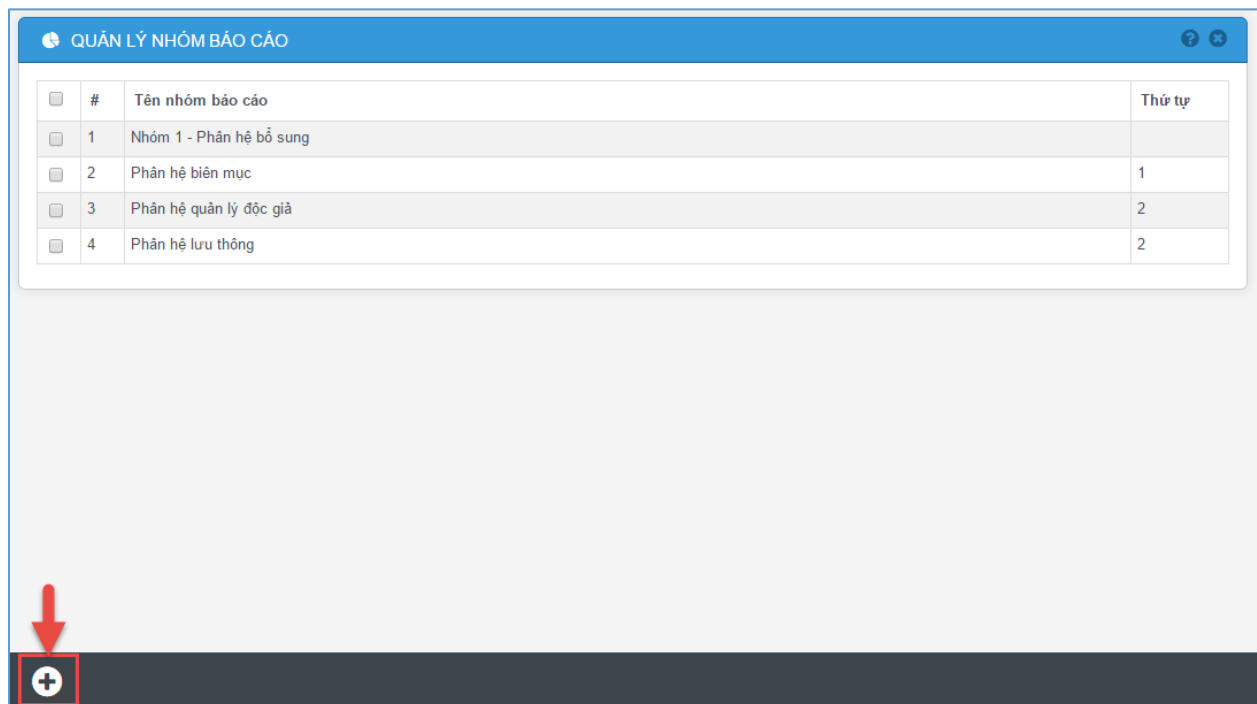 QUẢN LÝ NHÓM BÁO CÁO
# Tên nhóm báo cáo Thứ tự
1 Nhóm 1 - Phân hệ bổ sung
2 Phân hệ biên mục 1
3 Phân hệ quản lý độc giả 2
4 Phân hệ lưu thông 2